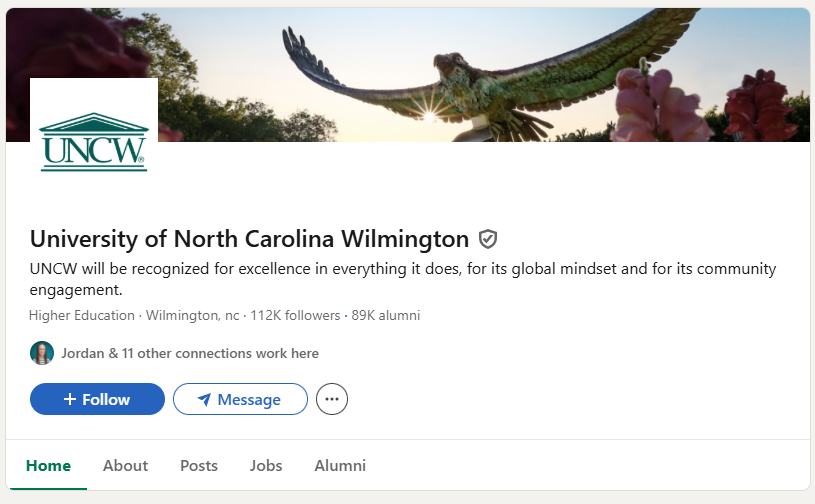 UNCW®
University of North Carolina Wilmington
UNCW will be recognized for excellence in everything it does, for its global mindset and for its community
engagement.
Higher Education · Wilmington, nc · 112K followers · 89K alumni
Jordan & 11 other connections work here
+ Follow
Message
Home About Posts Jobs Alumni